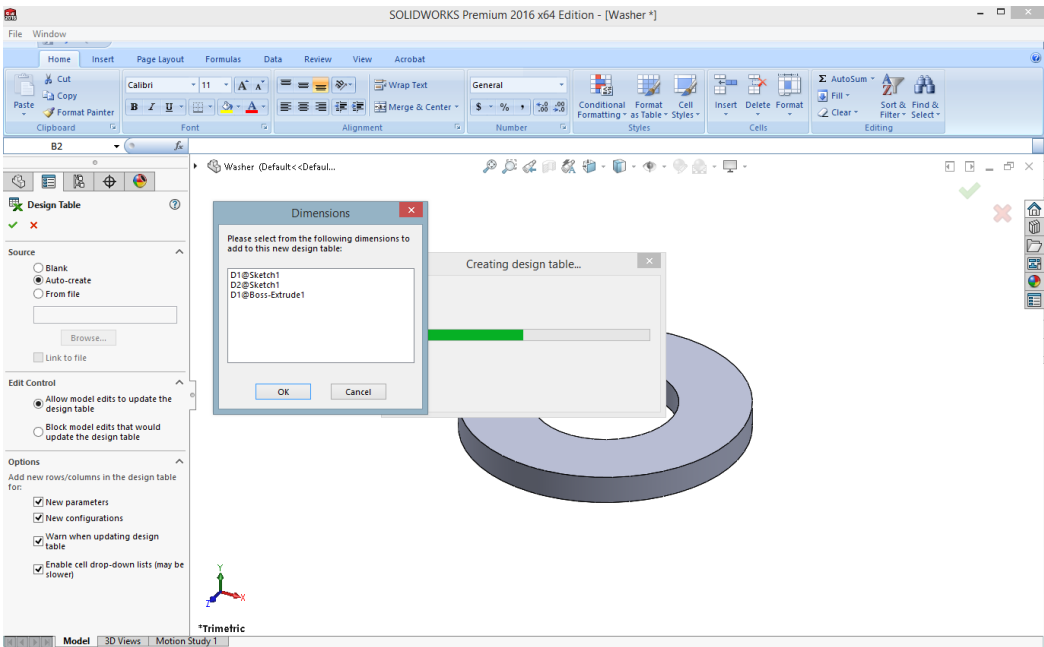 SOLIDWORKS Premium 2016 x64 Edition - [Washer *]
File Window
Home Insert Page Layout Formulas Data Review View Acrobat
Paste
Cut
Copy
Format Painter
Clipboard
Calibri 11 A A
B I U A
Font
Wrap Text
Merge & Center
Alignment
General
$ % , .0 .00 .00 .0
Number
Conditional Formatting
Format as Table
Cell Styles
Styles
Insert Delete Format
Cells
Σ AutoSum
Fill
Clear
Sort & Filter
Find & Select
Editing
B2 fx
Washer (Default<<Defaul...
Design Table
Source
Blank
Auto-create
From file
Browse...
Link to file
Edit Control
Allow model edits to update the
design table
Block model edits that would
update the design table
Options
Add new rows/columns in the design table
for:
New parameters
New configurations
Warn when updating design
table
Enable cell drop-down lists (may be
slower)
Dimensions
Please select from the following dimensions to
add to this new design table:
D1@Sketch1
D2@Sketch1
D1@Boss-Extrude1
OK Cancel
Creating design table...
Y
X
Z
*Trimetric
Model 3D Views Motion Study 1